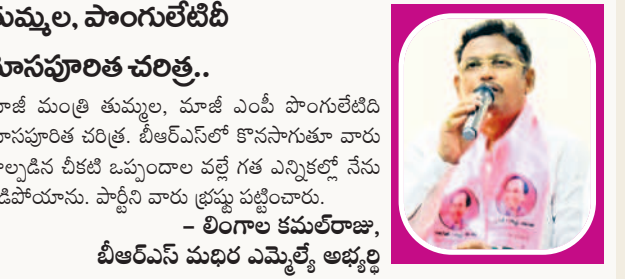 తుమ్మల, పొంగులేటిదీ
మోసపూరిత చరిత్ర..
మాజీ మంత్రి తుమ్మల, మాజీ ఎంపీ పొంగులేటిది
మోసపూరిత చరిత్ర. బీఆర్ఎస్‌లో కొనసాగుతూ వారు
పాల్పడిన చీకటి ఒప్పందాల వల్లే గత ఎన్నికల్లో నేను
ఓడిపోయాను. పార్టీని వారు భ్రష్టు పట్టించారు.
– లింగాల కమల్‌రాజు,
బీఆర్ఎస్ మధిర ఎమ్మెల్యే అభ్యర్థి